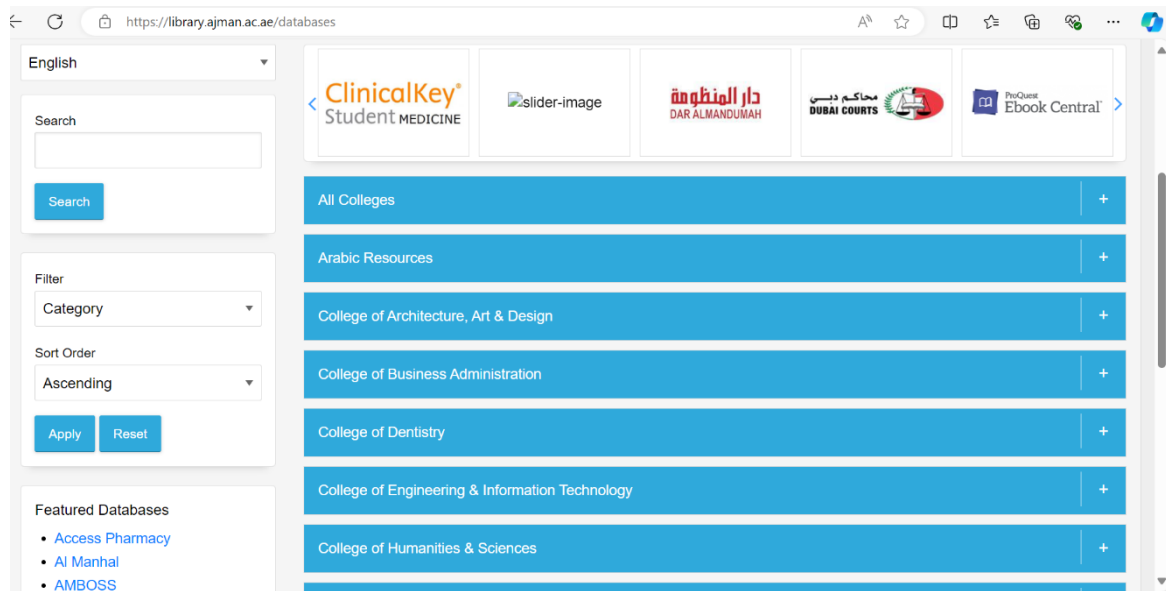 https://library.ajman.ac.ae/databases
English
Search
Search
Filter
Category
Sort Order
Ascending
Apply Reset
Featured Databases
Access Pharmacy
Al Manhal
AMBOSS
ClinicalKey®
Student MEDICINE
slider-image
دار المنظومة
DAR ALMANDUMAH
محاكم دبي
DUBAI COURTS
ProQuest
Ebook Central™
All Colleges
Arabic Resources
College of Architecture, Art & Design
College of Business Administration
College of Dentistry
College of Engineering & Information Technology
College of Humanities & Sciences